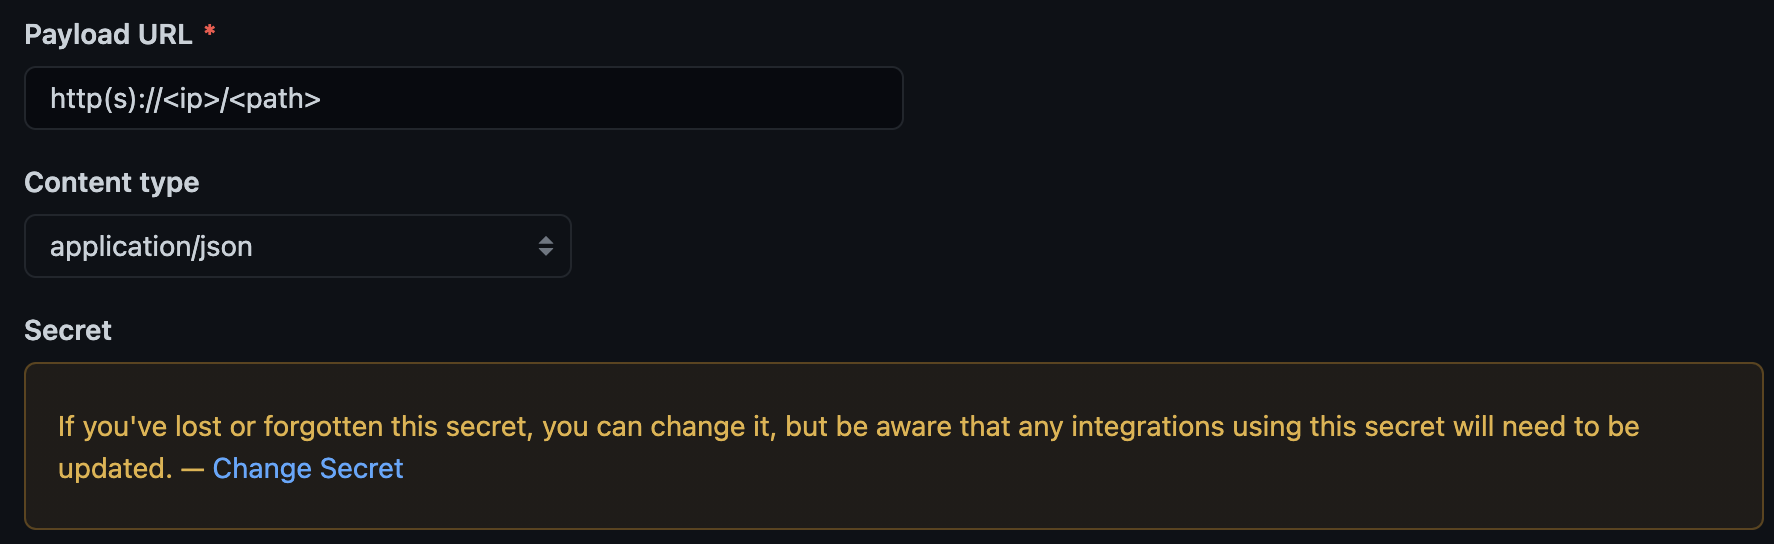 Payload URL *
http(s)://<ip>/<path>
Content type
application/json
Secret
If you've lost or forgotten this secret, you can change it, but be aware that any integrations using this secret will need to be
updated. — Change Secret